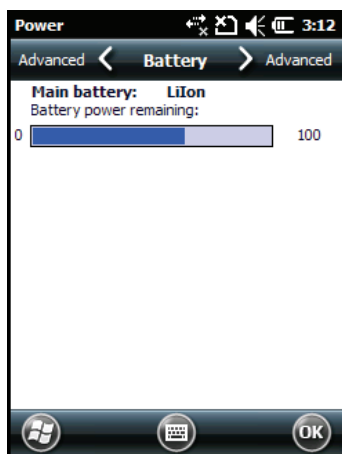 Power 3:12
Advanced Battery Advanced
Main battery: LiIon
Battery power remaining:
0 100
OK